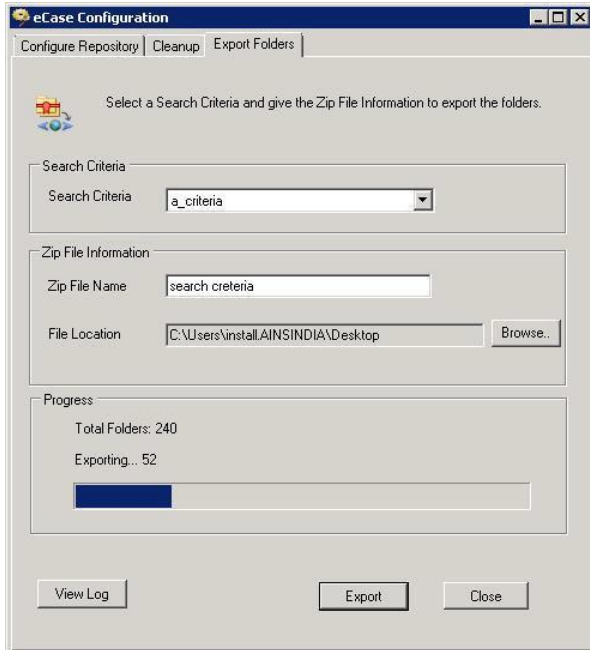 eCase Configuration
Configure Repository Cleanup Export Folders
Select a Search Criteria and give the Zip File Information to export the folders.
Search Criteria
Search Criteria a_criteria
Zip File Information
Zip File Name search creteria
File Location C:\Users\install.AINSINDIA\Desktop Browse..
Progress
Total Folders: 240
Exporting... 52
View Log Export Close